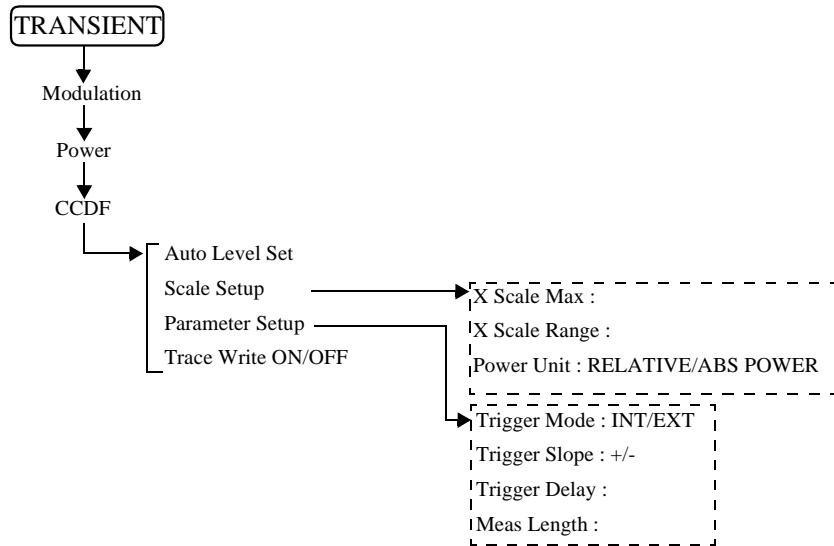 TRANSIENT
Modulation
Power
CCDF
Auto Level Set
Scale Setup
Parameter Setup
Trace Write ON/OFF
X Scale Max :
X Scale Range :
Power Unit : RELATIVE/ABS POWER
Trigger Mode : INT/EXT
Trigger Slope : +/-
Trigger Delay :
Meas Length :